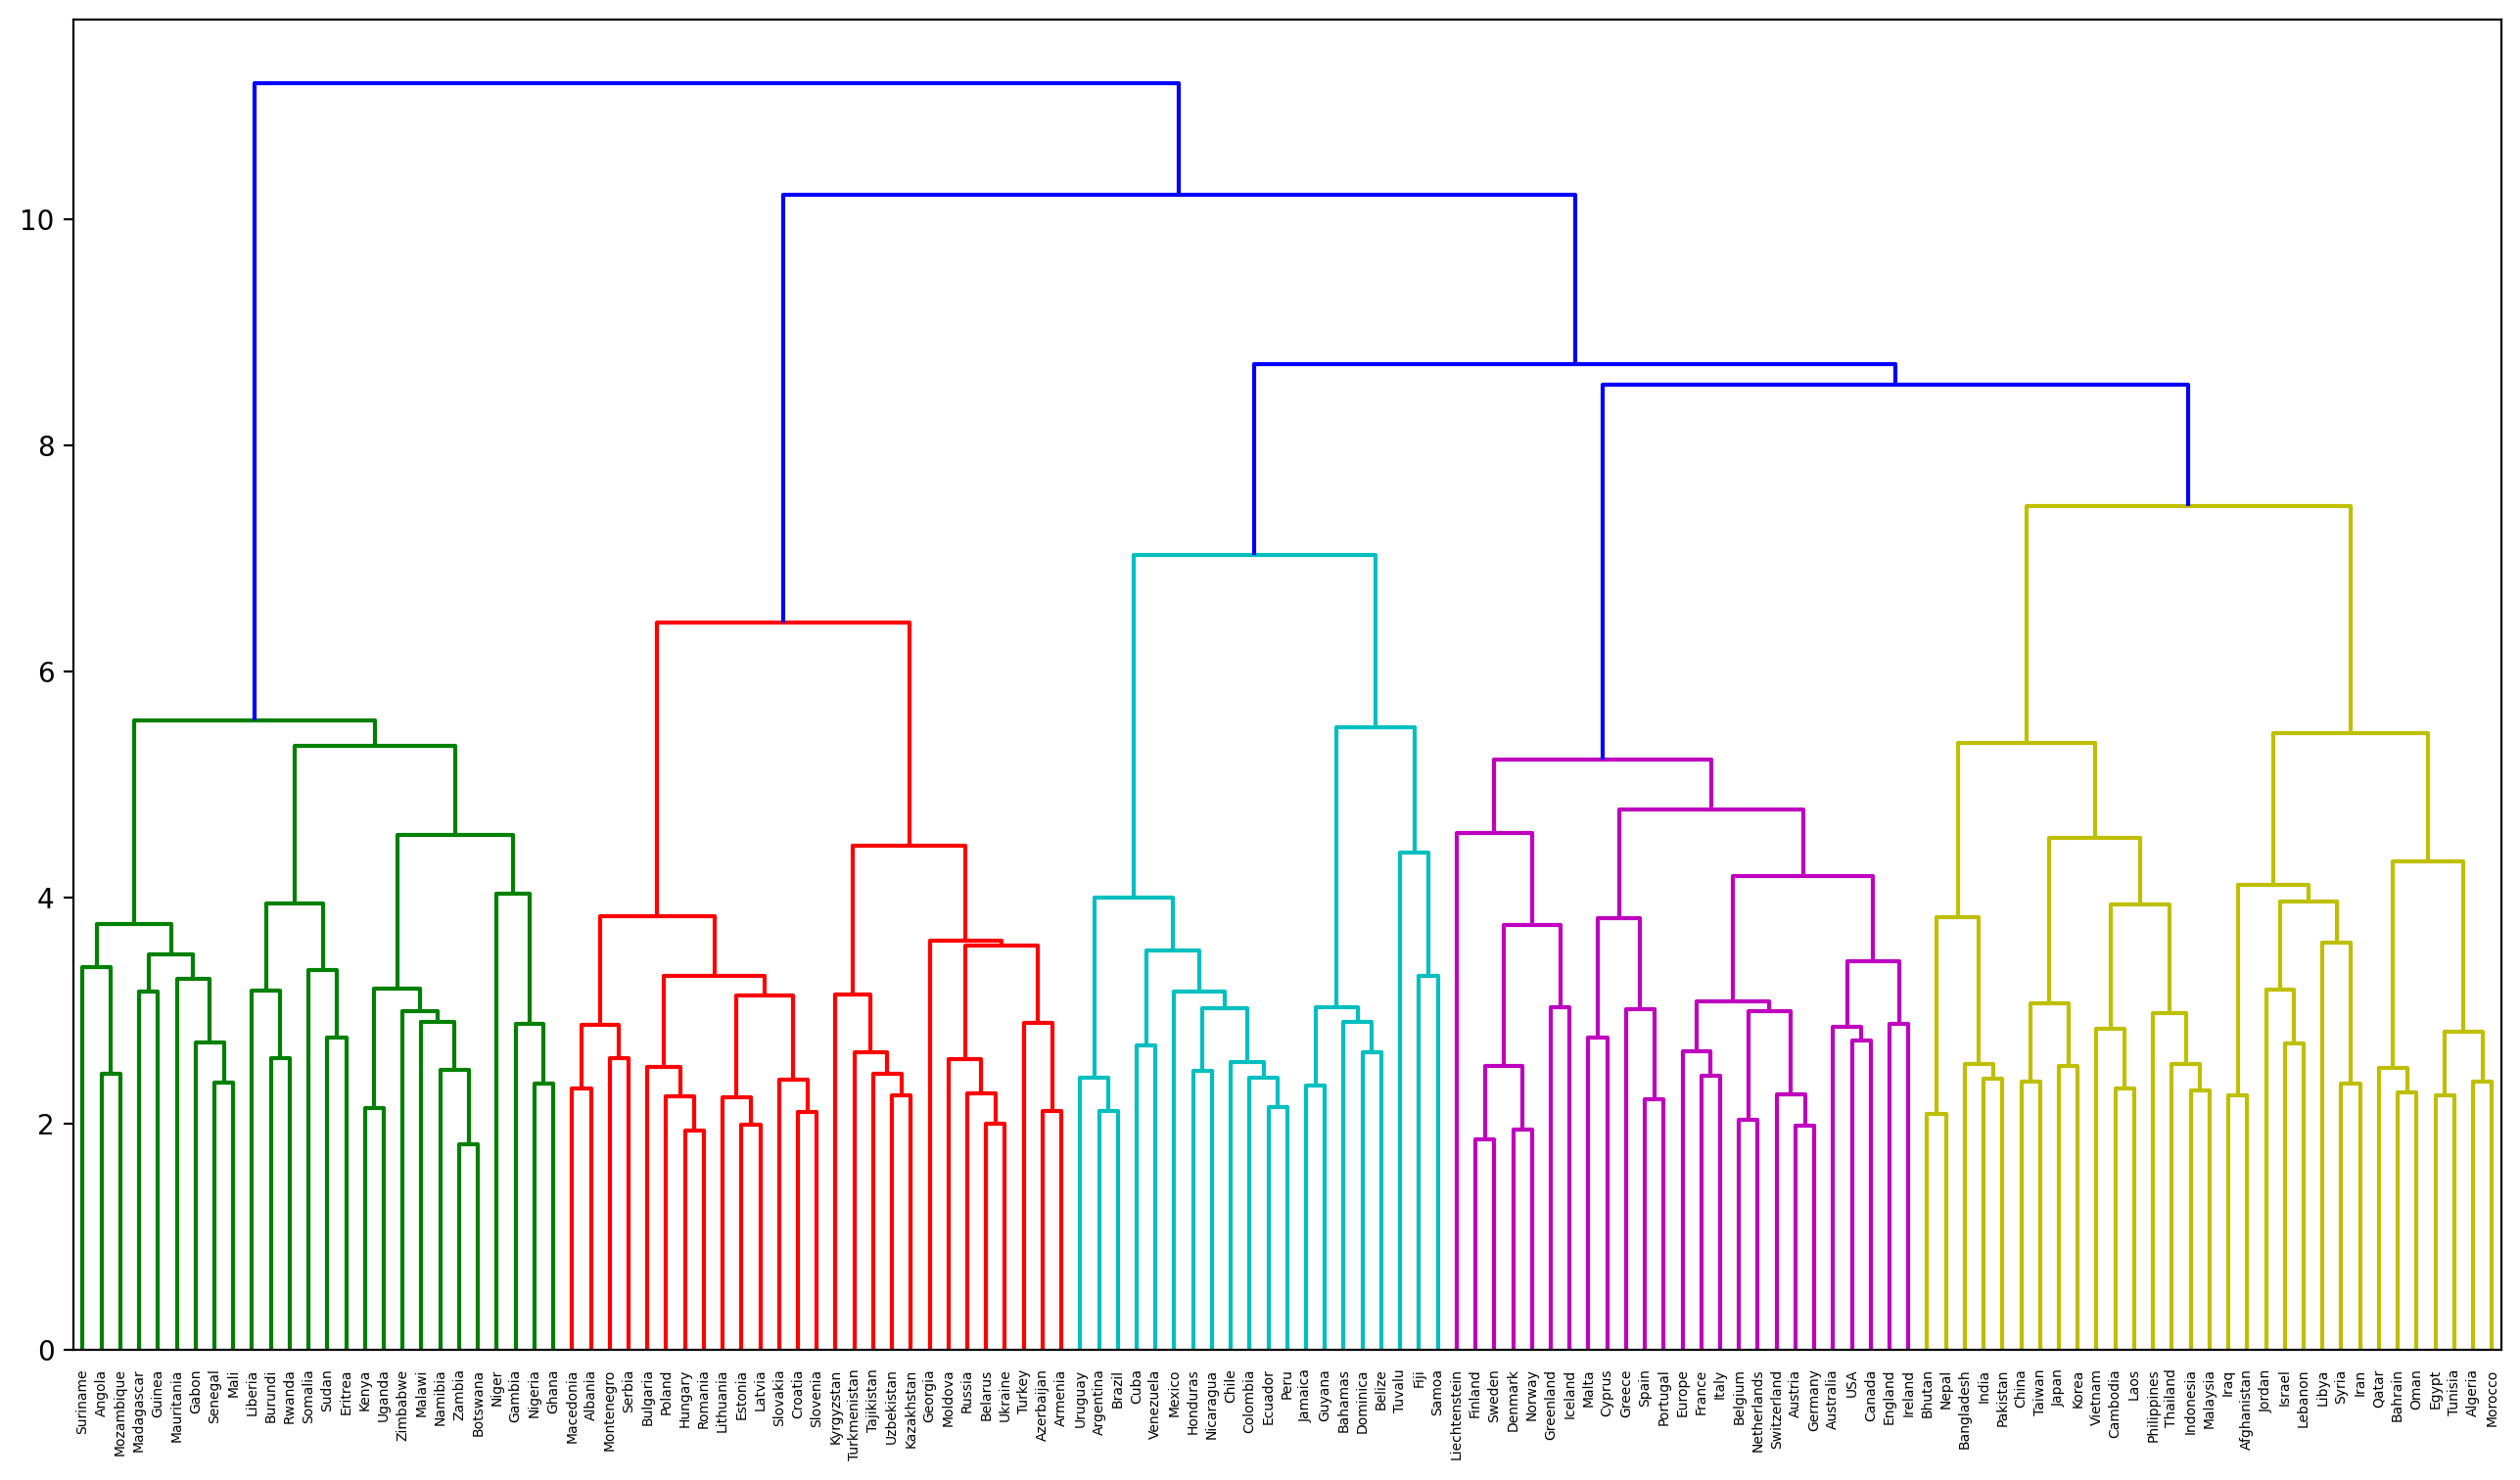 10
8
6
4
2
0
Suriname
Angola
Mozambique
Madagascar
Guinea
Mauritania
Gabon
Senegal
Mali
Liberia
Burundi
Rwanda
Somalia
Sudan
Eritrea
Kenya
Uganda
Zimbabwe
Malawi
Namibia
Zambia
Botswana
Niger
Gambia
Nigeria
Ghana
Macedonia
Albania
Montenegro
Serbia
Bulgaria
Poland
Hungary
Romania
Lithuania
Estonia
Latvia
Slovakia
Croatia
Slovenia
Kyrgyzstan
Turkmenistan
Tajikistan
Uzbekistan
Kazakhstan
Georgia
Moldova
Russia
Belarus
Ukraine
Turkey
Azerbaijan
Armenia
Uruguay
Argentina
Brazil
Cuba
Venezuela
Mexico
Honduras
Nicaragua
Chile
Colombia
Ecuador
Peru
Jamaica
Guyana
Bahamas
Dominica
Belize
Tuvalu
Fiji
Samoa
Liechtenstein
Finland
Sweden
Denmark
Norway
Greenland
Iceland
Malta
Cyprus
Greece
Spain
Portugal
Europe
France
Italy
Belgium
Netherlands
Switzerland
Austria
Germany
Australia
USA
Canada
England
Ireland
Bhutan
Nepal
Bangladesh
India
Pakistan
China
Taiwan
Japan
Korea
Vietnam
Cambodia
Laos
Philippines
Thailand
Indonesia
Malaysia
Iraq
Afghanistan
Jordan
Israel
Lebanon
Libya
Syria
Iran
Qatar
Bahrain
Oman
Egypt
Tunisia
Algeria
Morocco